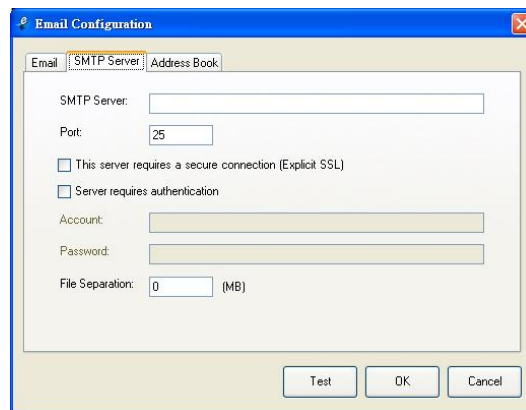 Email Configuration
Email SMTP Server Address Book
SMTP Server:
Port: 25
This server requires a secure connection (Explicit SSL)
Server requires authentication
Account:
Password:
File Separation: 0 (MB)
Test OK Cancel